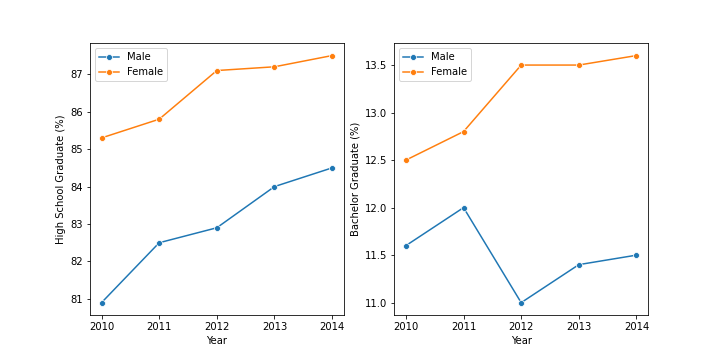 Male
Female
High School Graduate (%)
87
86
85
84
83
82
81
2010 2011 2012 2013 2014
Year
Male
Female
Bachelor Graduate (%)
13.5
13.0
12.5
12.0
11.5
11.0
2010 2011 2012 2013 2014
Year